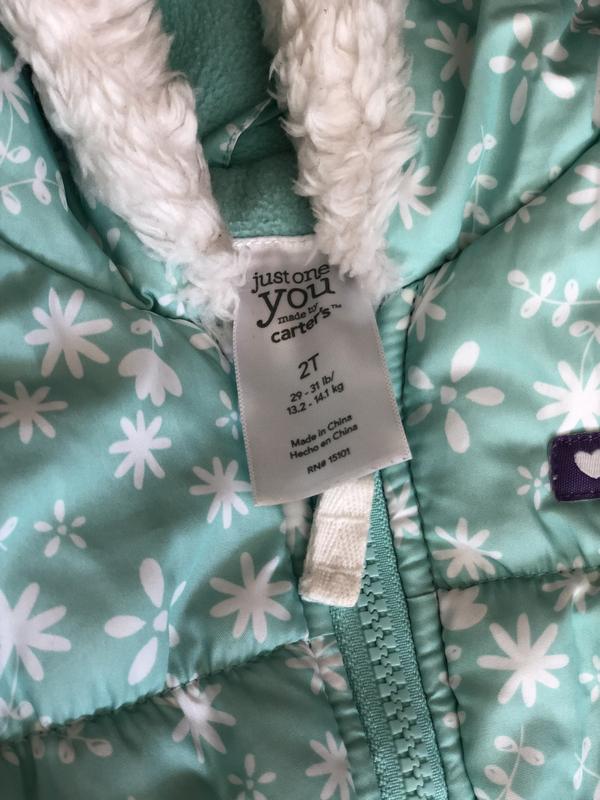 just one
you
made by
carter's™
2T
29 - 31 lb/
13.2 - 14.1 kg
Made in China
Hecho en China
RN# 15101